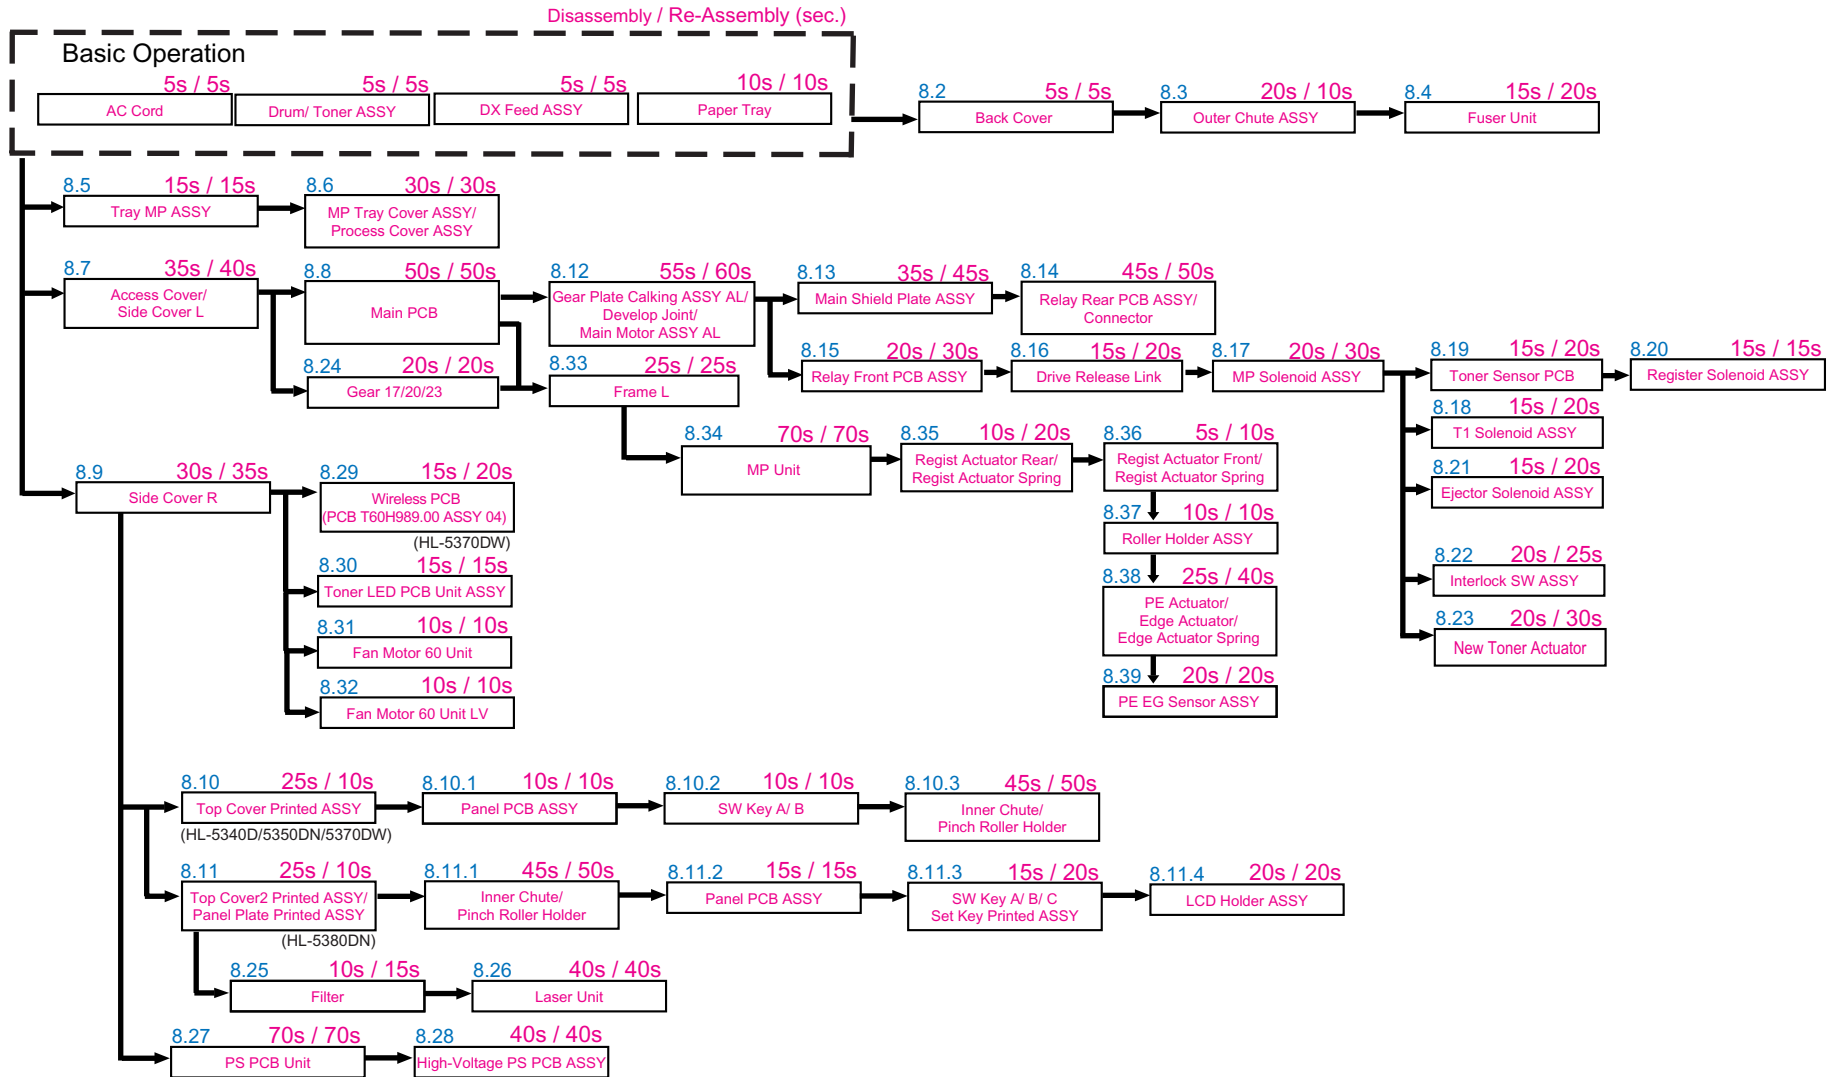 Disassembly / Re-Assembly (sec.)
Basic Operation
5s / 5s
AC Cord
5s / 5s
Drum/ Toner ASSY
5s / 5s
DX Feed ASSY
10s / 10s
Paper Tray
8.2 5s / 5s
Back Cover
8.3 20s / 10s
Outer Chute ASSY
8.4 15s / 20s
Fuser Unit
8.5 15s / 15s
Tray MP ASSY
8.6 30s / 30s
MP Tray Cover ASSY/
Process Cover ASSY
8.7 35s / 40s
Access Cover/
Side Cover L
8.8 50s / 50s
Main PCB
8.12 55s / 60s
Gear Plate Calking ASSY AL/
Develop Joint/
Main Motor ASSY AL
8.13 35s / 45s
Main Shield Plate ASSY
8.14 45s / 50s
Relay Rear PCB ASSY/
Connector
8.15 20s / 30s
Relay Front PCB ASSY
8.16 15s / 20s
Drive Release Link
8.17 20s / 30s
MP Solenoid ASSY
8.19 15s / 20s
Toner Sensor PCB
8.20 15s / 15s
Register Solenoid ASSY
8.18 15s / 20s
T1 Solenoid ASSY
8.21 15s / 20s
Ejector Solenoid ASSY
8.22 20s / 25s
Interlock SW ASSY
8.23 20s / 30s
New Toner Actuator
8.24 20s / 20s
Gear 17/20/23
8.33 25s / 25s
Frame L
8.34 70s / 70s
MP Unit
8.35 10s / 20s
Regist Actuator Rear/
Regist Actuator Spring
8.36 5s / 10s
Regist Actuator Front/
Regist Actuator Spring
8.37 10s / 10s
Roller Holder ASSY
8.38 25s / 40s
PE Actuator/
Edge Actuator/
Edge Actuator Spring
8.39 20s / 20s
PE EG Sensor ASSY
8.9 30s / 35s
Side Cover R
8.29 15s / 20s
Wireless PCB
(PCB T60H989.00 ASSY 04)
(HL-5370DW)
8.30 15s / 15s
Toner LED PCB Unit ASSY
8.31 10s / 10s
Fan Motor 60 Unit
8.32 10s / 10s
Fan Motor 60 Unit LV
8.10 25s / 10s
Top Cover Printed ASSY
(HL-5340D/5350DN/5370DW)
8.10.1 10s / 10s
Panel PCB ASSY
8.10.2 10s / 10s
SW Key A/ B
8.10.3 45s / 50s
Inner Chute/
Pinch Roller Holder
8.11 25s / 10s
Top Cover2 Printed ASSY/
Panel Plate Printed ASSY
(HL-5380DN)
8.11.1 45s / 50s
Inner Chute/
Pinch Roller Holder
8.11.2 15s / 15s
Panel PCB ASSY
8.11.3 15s / 20s
SW Key A/ B/ C
Set Key Printed ASSY
8.11.4 20s / 20s
LCD Holder ASSY
8.25 10s / 15s
Filter
8.26 40s / 40s
Laser Unit
8.27 70s / 70s
PS PCB Unit
8.28 40s / 40s
High-Voltage PS PCB ASSY